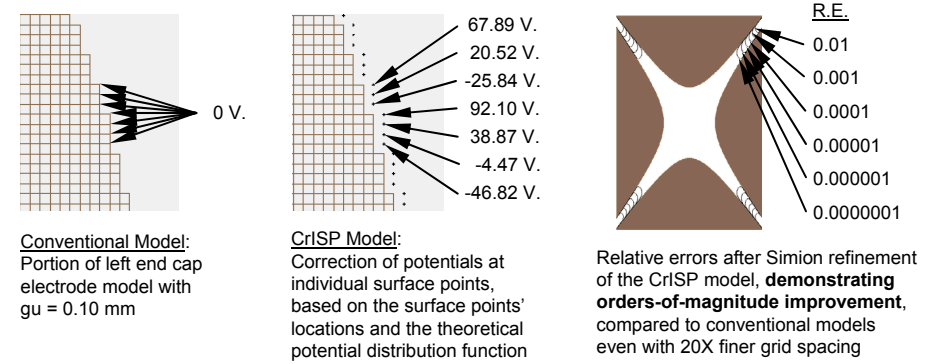 R.E.
67.89 V.
20.52 V.
-25.84 V.
92.10 V.
38.87 V.
-4.47 V.
-46.82 V.
0 V.
0.01
0.001
0.0001
0.00001
0.000001
0.0000001
Conventional Model:
Portion of left end cap
electrode model with
gu = 0.10 mm
CrISP Model:
Correction of potentials at
individual surface points,
based on the surface points'
locations and the theoretical
potential distribution function
Relative errors after Simion refinement
of the CrISP model, demonstrating
orders-of-magnitude improvement,
compared to conventional models
even with 20X finer grid spacing